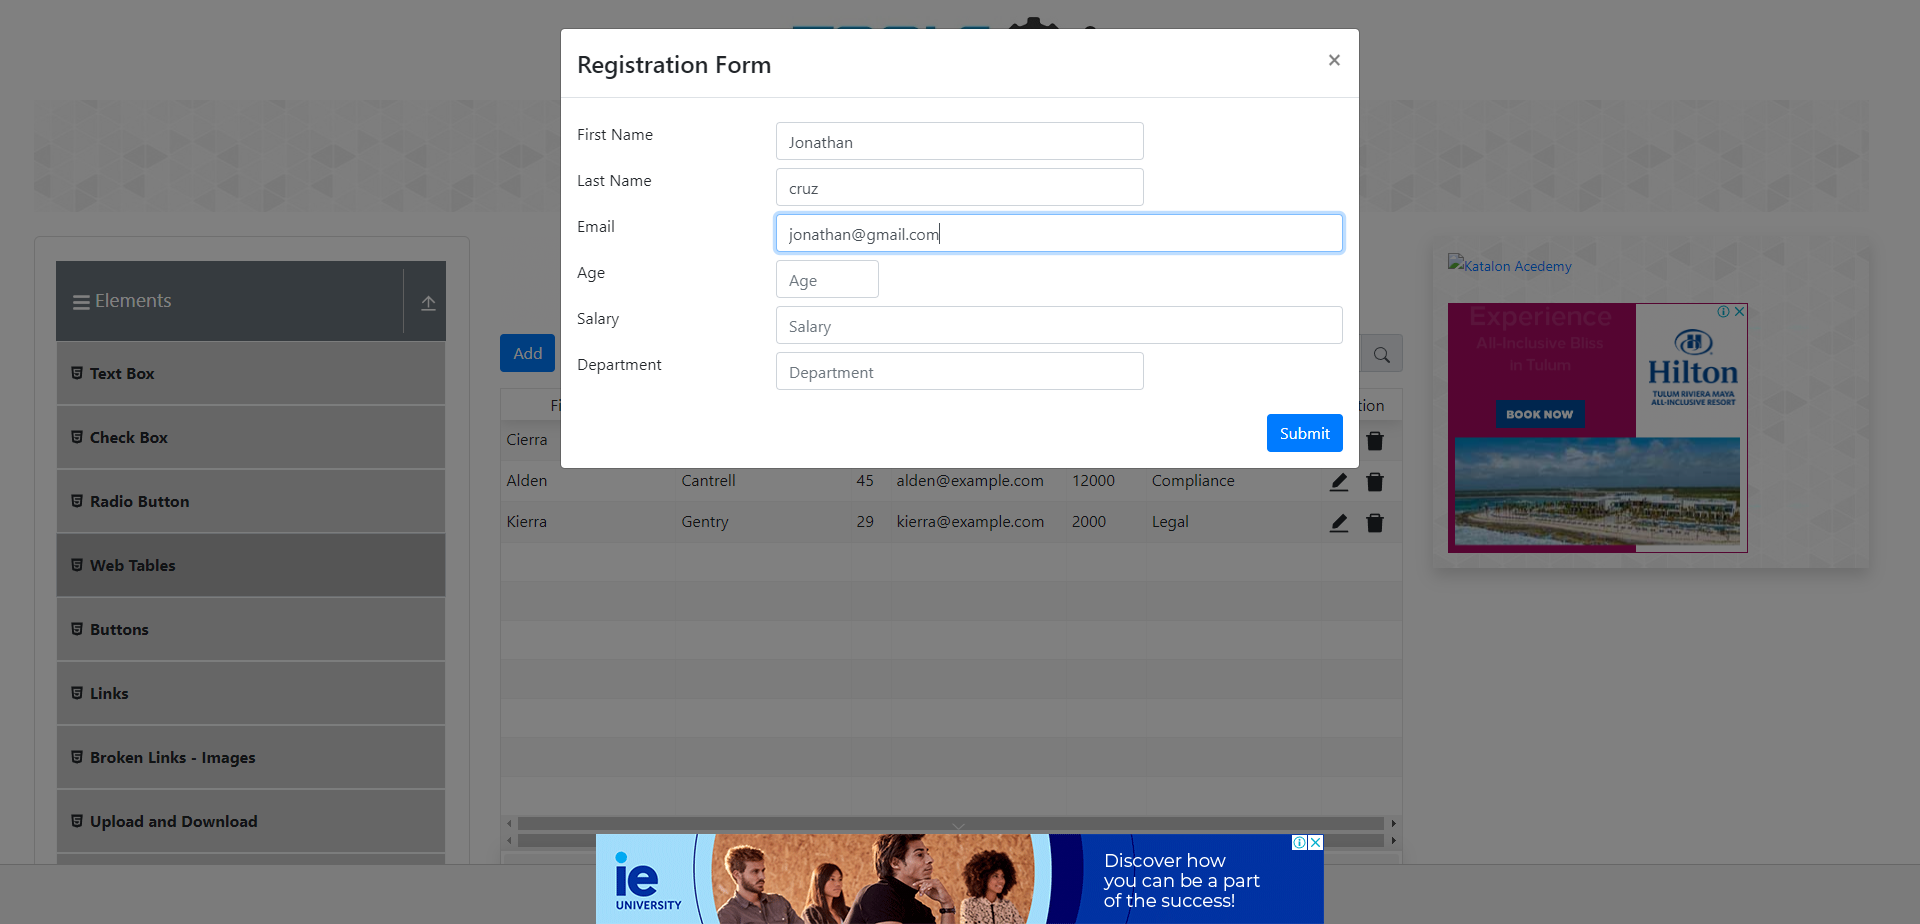 Registration Form
×
First Name
Jonathan
Last Name
cruz
Email
jonathan@gmail.com
Age
Age
Salary
Salary
Department
Department
Submit
Elements
Text Box
Check Box
Radio Button
Web Tables
Buttons
Links
Broken Links - Images
Upload and Download
Add
Cierra
Alden Cantrell 45 alden@example.com 12000 Compliance
Kierra Gentry 29 kierra@example.com 2000 Legal
Katalon Acedemy
Experience
All-Inclusive Bliss
in Tulum
BOOK NOW
Hilton
TULUM RIVIERA MAYA
ALL-INCLUSIVE RESORT
ie
UNIVERSITY
Discover how
you can be a part
of the success!